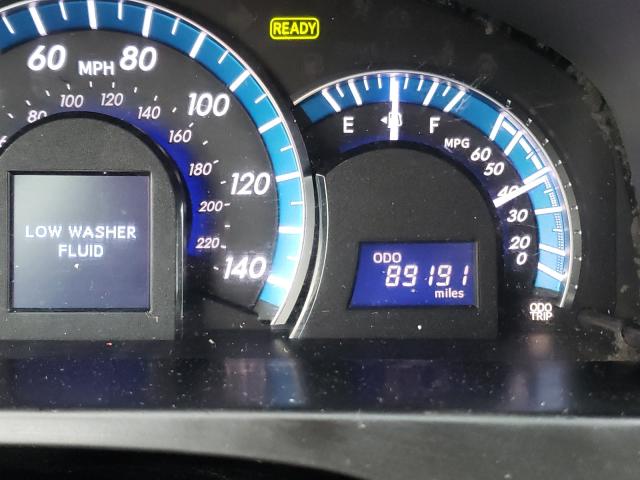 READY
60 MPH 80
100
120
140
80 100 120 140
160
180
200
220
LOW WASHER
FLUID
E F
MPG
60
50
40
30
20
0
ODO
89191
miles
ODO
TRIP